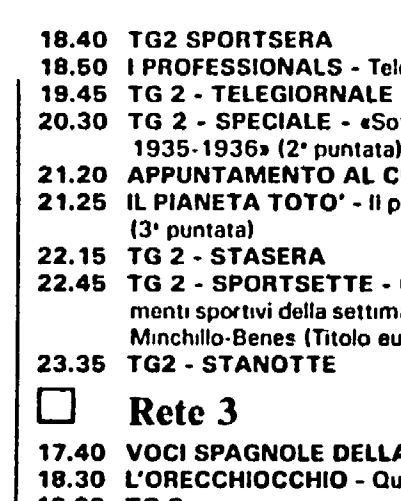 18.40 TG2 SPORTSERA
18.50 I PROFESSIONALS - Tele
19.45 TG 2 - TELEGIORNALE
20.30 TG 2 - SPECIALE - «So
1935-1936» (2ª puntata)
21.20 APPUNTAMENTO AL C
21.25 IL PIANETA TOTO' - Il p
(3ª puntata)
22.15 TG 2 - STASERA
22.45 TG 2 - SPORTSETTE -
menti sportivi della settima
Minchillo-Benes (Titolo eu
23.35 TG2 - STANOTTE
Rete 3
17.40 VOCI SPAGNOLE DELLA
18.30 L'ORECCHIOCCHIO - Qu